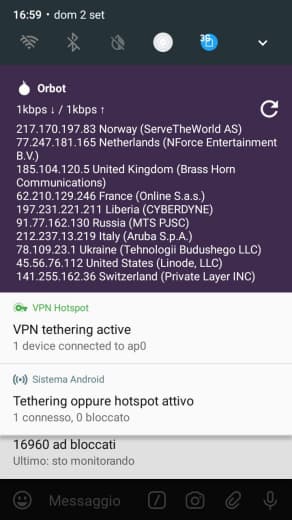 16:59 • dom 2 set
3G
Orbot
1kbps ↓ / 1kbps ↑
217.170.197.83 Norway (ServeTheWorld AS)
77.247.181.165 Netherlands (NForce Entertainment
B.V.)
185.104.120.5 United Kingdom (Brass Horn
Communications)
62.210.129.246 France (Online S.a.s.)
197.231.221.211 Liberia (CYBERDYNE)
91.77.162.130 Russia (MTS PJSC)
212.237.13.219 Italy (Aruba S.p.A.)
78.109.23.1 Ukraine (Tehnologii Budushego LLC)
45.56.76.112 United States (Linode, LLC)
141.255.162.36 Switzerland (Private Layer INC)
VPN Hotspot
VPN tethering active
1 device connected to ap0
Sistema Android
Tethering oppure hotspot attivo
1 connesso, 0 bloccato
16960 ad bloccati
Ultimo: sto monitorando
Messaggio